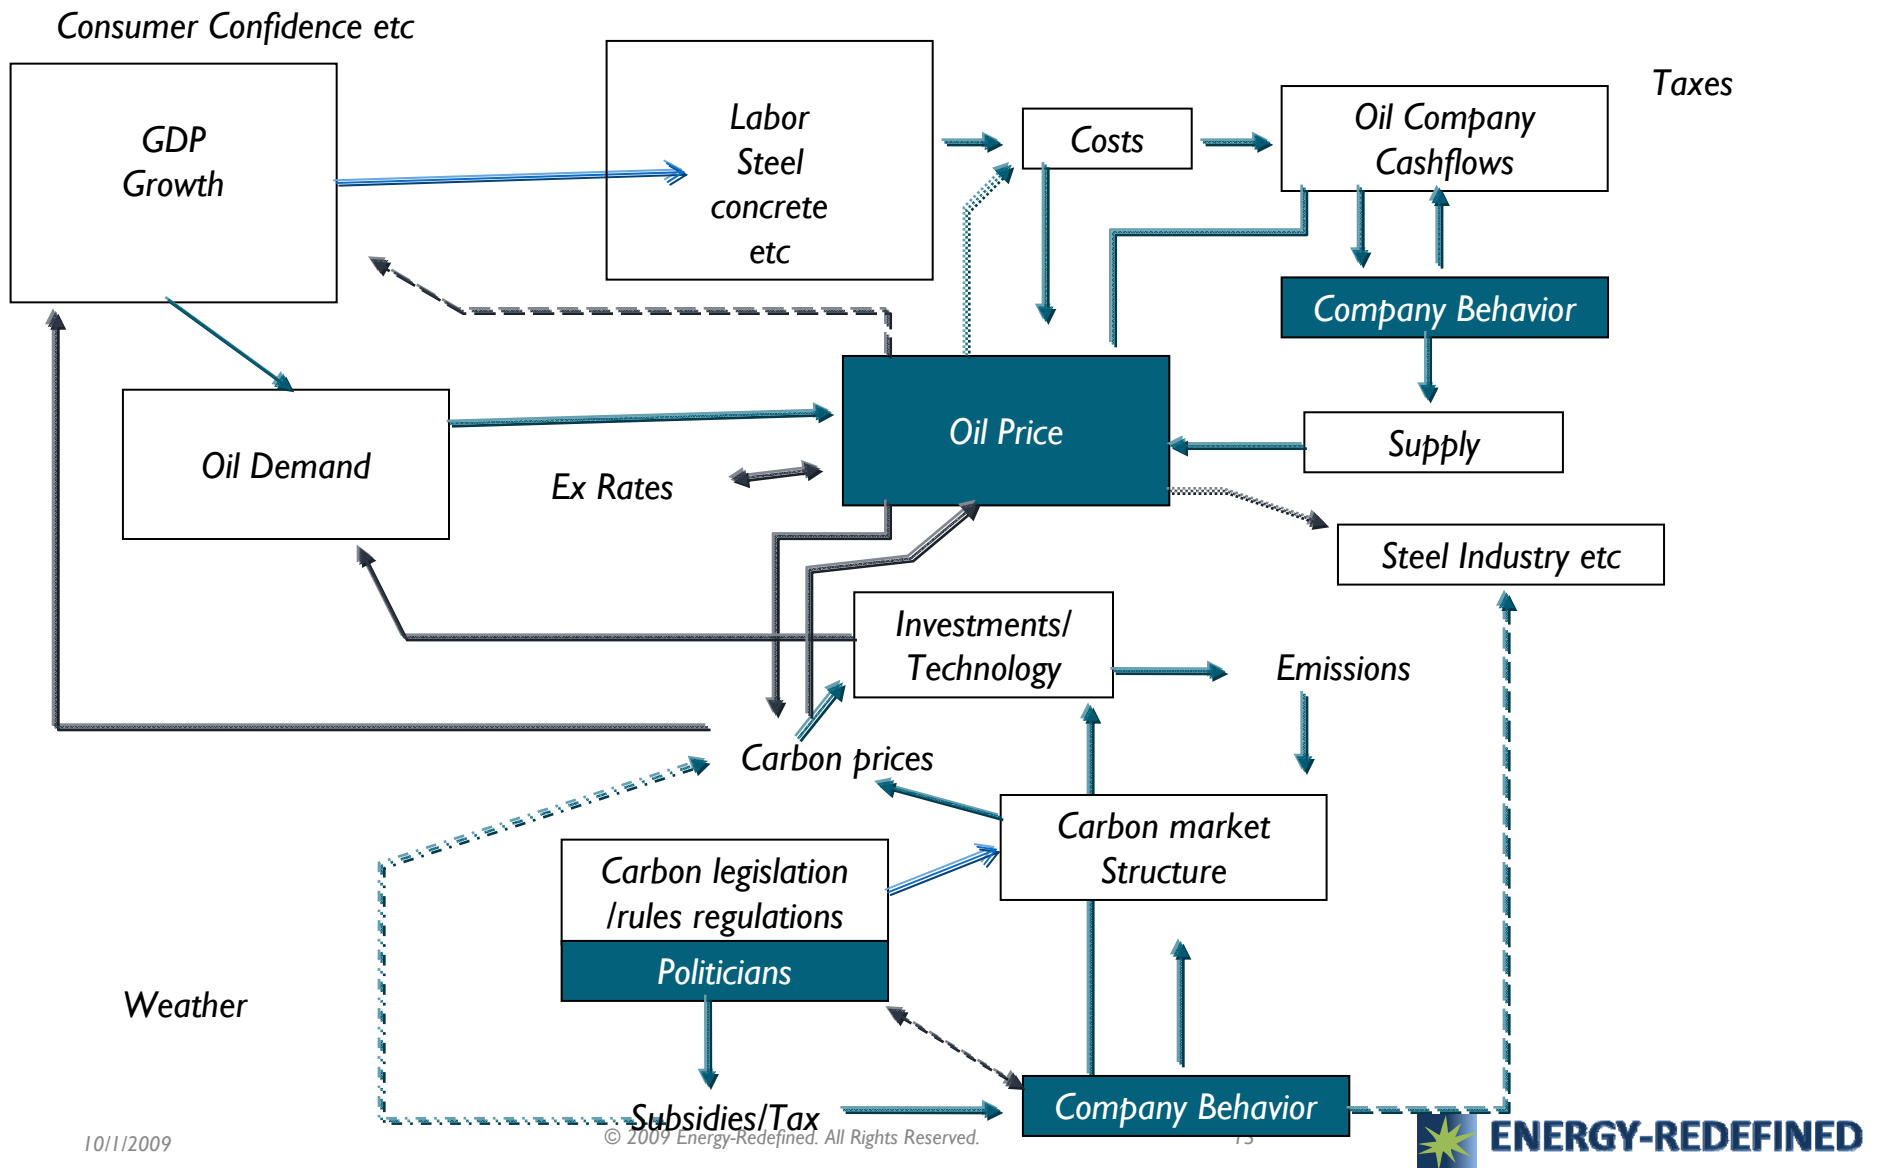 Consumer Confidence etc
GDP
Growth
Labor
Steel
concrete
etc
Costs
Oil Company
Cashflows
Taxes
Company Behavior
Oil Demand
Ex Rates
Oil Price
Supply
Steel Industry etc
Investments/
Technology
Emissions
Carbon prices
Carbon market
Structure
Carbon legislation
/rules regulations
Politicians
Weather
Subsidies/Tax
Company Behavior
10/1/2009
© 2009 Energy-Redefined. All Rights Reserved.
ENERGY-REDEFINED